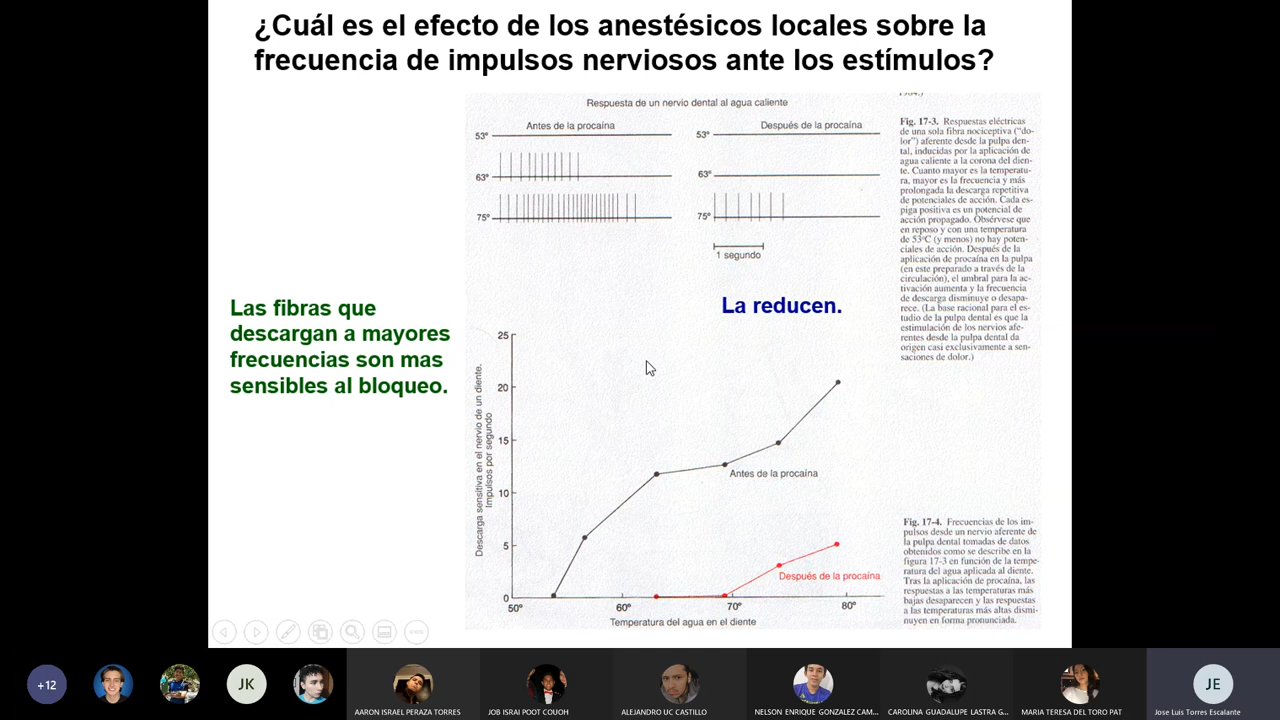 ¿Cuál es el efecto de los anestésicos locales sobre la
frecuencia de impulsos nerviosos ante los estímulos?
Respuesta de un nervio dental al agua caliente
Antes de la procaína
Después de la procaína
53°
53°
63°
63°
75°
75°
1 segundo
Fig. 17-3. Respuestas eléctricas
de una sola fibra nociceptiva ("do-
lor") aferente desde la pulpa den-
tal, inducidas por la aplicación de
agua caliente a la corona del dien-
te. Cuanto mayor es la temperatu-
ra, mayor es la frecuencia y más
prolongada la descarga repetitiva
de potenciales de acción. Cada es-
piga positiva es un potencial de
acción propagado. Obsérvese que
en reposo y con una temperatura
de 53°C (y menos) no hay poten-
ciales de acción. Después de la
aplicación de procaína en la pulpa
(en este preparado a través de la
circulación), el umbral para la ac-
tivación aumenta y la frecuencia
de descarga disminuye o desapa-
rece. (La base racional para el es-
tudio de la pulpa dental es que la
estimulación de los nervios afe-
rentes desde la pulpa dental da
origen casi exclusivamente a sen-
saciones de dolor.)
Las fibras que
descargan a mayores
frecuencias son mas
sensibles al bloqueo.
La reducen.
Descarga sensitiva en el nervio de un diente.
Impulsos por segundo
25
20
15
10
5
0
Antes de la procaína
Después de la procaína
50°
60°
70°
80°
Temperatura del agua en el diente
Fig. 17-4. Frecuencias de los im-
pulsos desde un nervio aferente de
la pulpa dental tomadas de datos
obtenidos como se describe en la
figura 17-3 en función de la tempe-
ratura del agua aplicada al diente.
Tras la aplicación de procaína, las
respuestas a las temperaturas más
bajas desaparecen y las respuestas
a las temperaturas más altas dismi-
nuyen en forma pronunciada.
+12
JK
AARON ISRAEL PERAZA TORRES
JOB ISRAI POOT COUOH
ALEJANDRO UC CASTILLO
NELSON ENRIQUE GONZALEZ CAM...
CAROLINA GUADALUPE LASTRA G...
MARIA TERESA DEL TORO PAT
JE
Jose Luis Torres Escalante